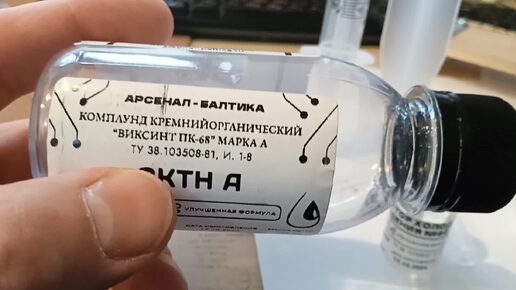 АРСЕНАЛ-БАЛТИКА
КОМПАУНД КРЕМНИЙОРГАНИЧЕСКИЙ
"ВИКСИНТ ПК-68" МАРКА А
ТУ 38.103508-81, И. 1-8
КТН А
УЛУЧШЕННАЯ ФОРМУЛА